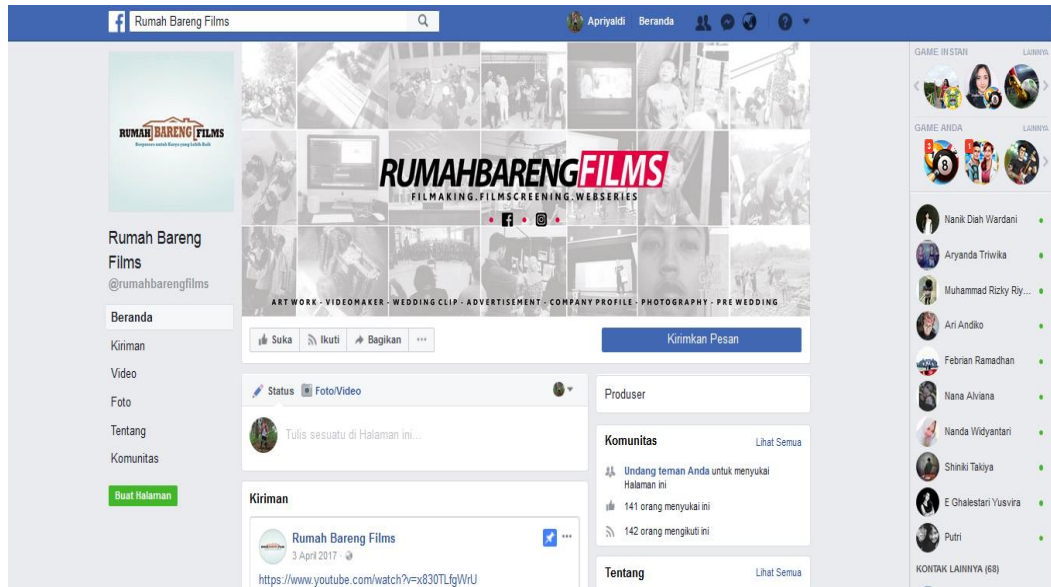 Rumah Bareng Films
Apriyaldi Beranda
RUMAH BARENG FILMS
Rumah Bareng
Films
@rumahbarengfilms
Beranda
Kiriman
Video
Foto
Tentang
Komunitas
Buat Halaman
RUMAHBARENGFILMS
FILMAKING.FILMSCREENING.WEBSERIES
ART WORK - VIDEOMAKER - WEDDING CLIP - ADVERTISEMENT - COMPANY PROFILE - PHOTOGRAPHY - PRE WEDDING
Suka Ikuti Bagikan
Kirimkan Pesan
Status Foto/Video
Tulis sesuatu di Halaman ini...
Kiriman
Rumah Bareng Films
3 April 2017
https://www.youtube.com/watch?v=x830TLfgWrU
Produser
Komunitas Lihat Semua
Undang teman Anda untuk menyukai
Halaman ini
141 orang menyukai ini
142 orang mengikuti ini
Tentang Lihat Semua
GAME INSTAN LAINNYA
GAME ANDA LAINNYA
Nanik Diah Wardani
Aryanda Triwika
Muhammad Rizky Riy...
Ari Andiko
Febrian Ramadhan
Nana Alviana
Nanda Widyantari
Shiniki Takiya
E Ghalestari Yusvira
Putri
KONTAK LAINNYA (68)